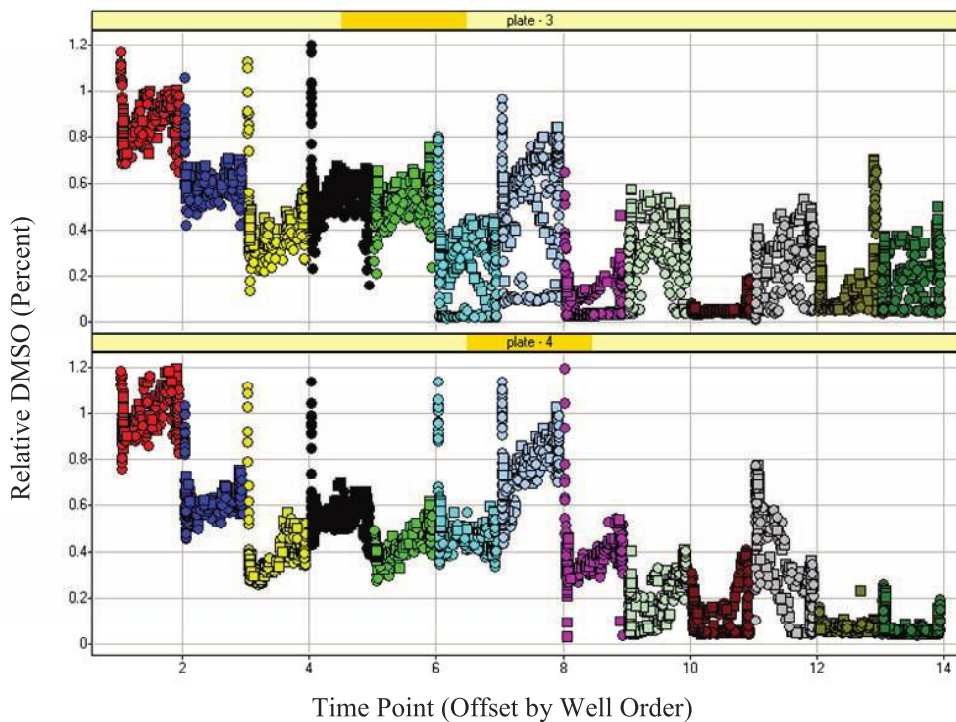 plate - 3
1.2
1
0.8
0.6
0.4
0.2
0
plate - 4
1.2
1
0.8
0.6
0.4
0.2
0
2 4 6 8 10 12 14
Relative DMSO (Percent)
Time Point (Offset by Well Order)